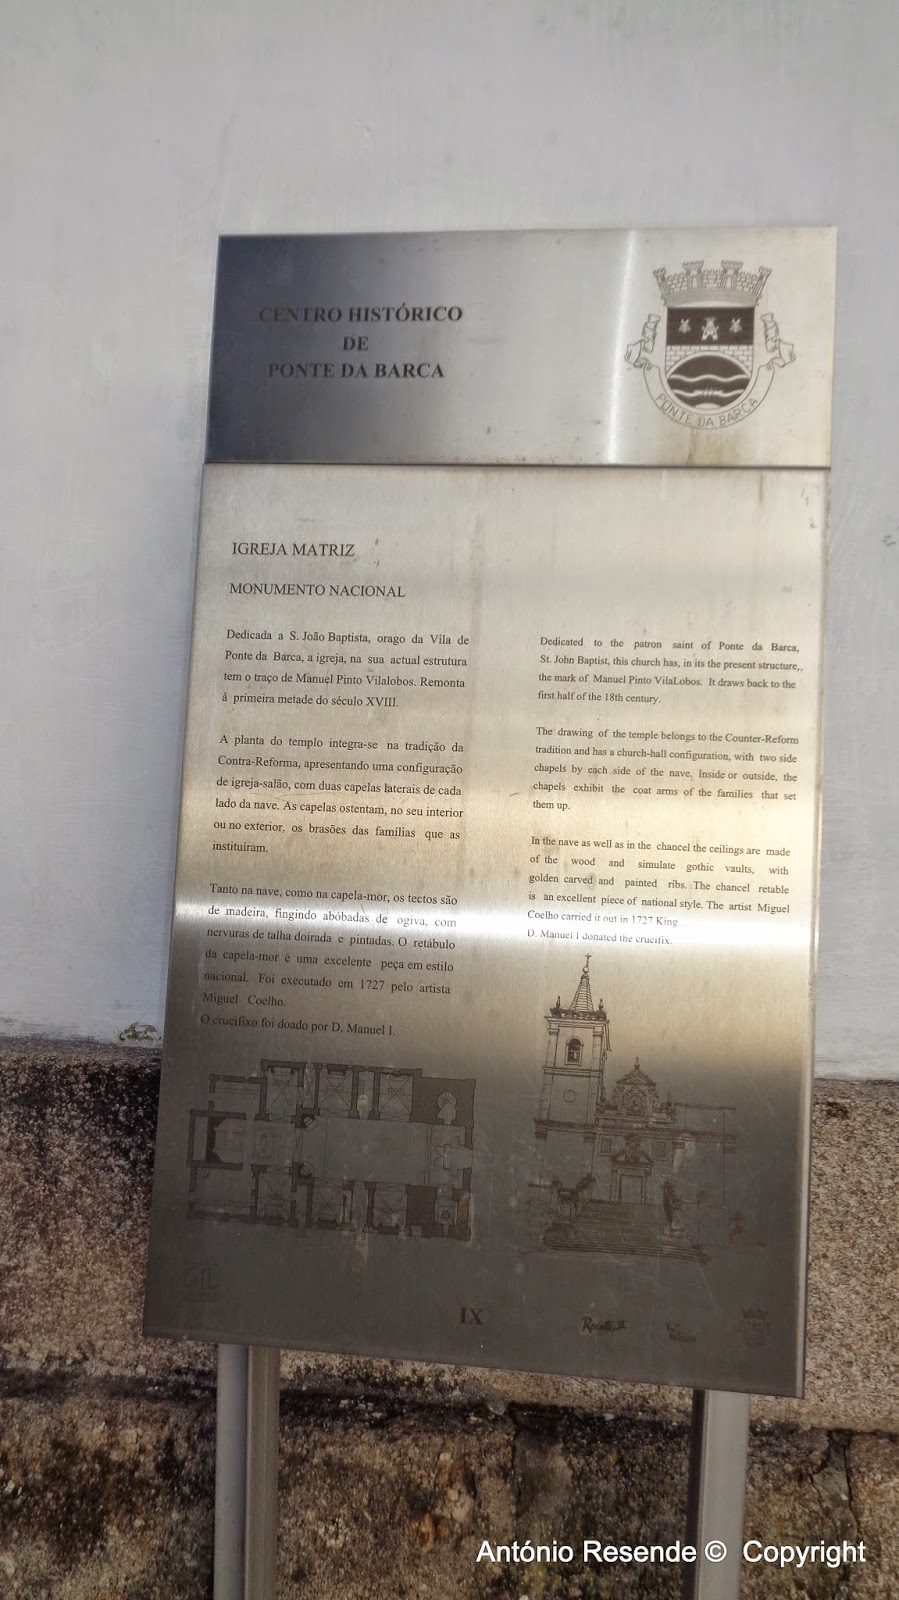 CENTRO HISTÓRICO
DE
PONTE DA BARCA
PONTE DA BARCA
IGREJA MATRIZ
MONUMENTO NACIONAL
Dedicada a S. João Baptista, orago da Vila de
Ponte da Barca, a igreja, na sua actual estrutura
tem o traço de Manuel Pinto Vilalobos. Remonta
à primeira metade do século XVIII.
A planta do templo integra-se na tradição da
Contra-Reforma, apresentando uma configuração
de igreja-salão, com duas capelas laterais de cada
lado da nave. As capelas ostentam, no seu interior
ou no exterior, os brasões das famílias que as
instituíram.
Tanto na nave, como na capela-mor, os tectos são
de madeira, fingindo abóbadas de ogiva, com
nervuras de talha doirada e pintadas. O retábulo
da capela-mor é uma excelente peça em estilo
nacional. Foi executado em 1727 pelo artista
Miguel Coelho.
O crucifixo foi doado por D. Manuel I.
Dedicated to the patron saint of Ponte da Barca,
St. John Baptist, this church has, in its the present structure,,
the mark of Manuel Pinto VilaLobos. It draws back to the
first half of the 18th century.
The drawing of the temple belongs to the Counter-Reform
tradition and has a church-hall configuration, with two side
chapels by each side of the nave. Inside or outside, the
chapels exhibit the coat arms of the families that set
them up.
In the nave as well as in the chancel the ceilings are made
of the wood and simulate gothic vaults, with
golden carved and painted ribs. The chancel retable
is an excellent piece of national style. The artist Miguel
Coelho carried it out in 1727 King
D. Manuel I donated the crucifix.
IX
António Resende © Copyright